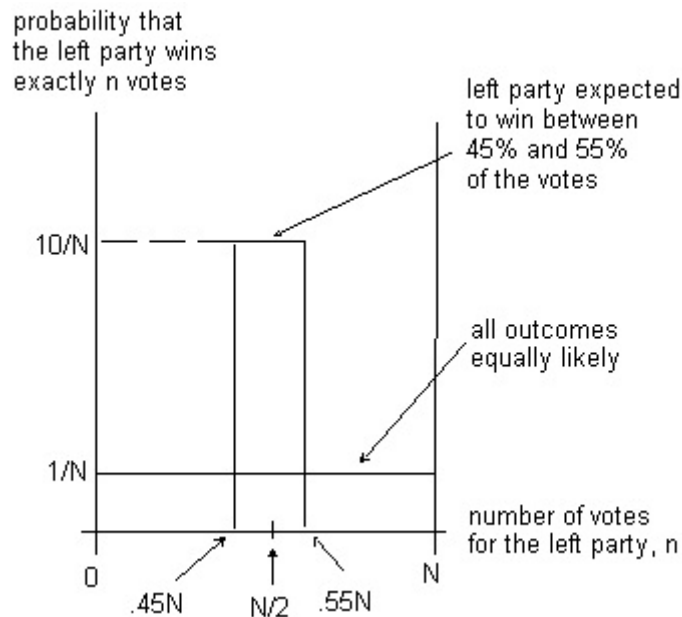 probability that
the left party wins
exactly n votes
left party expected
to win between
45% and 55%
of the votes
10/N
all outcomes
equally likely
1/N
number of votes
for the left party, n
0
N
.45N
N/2
.55N